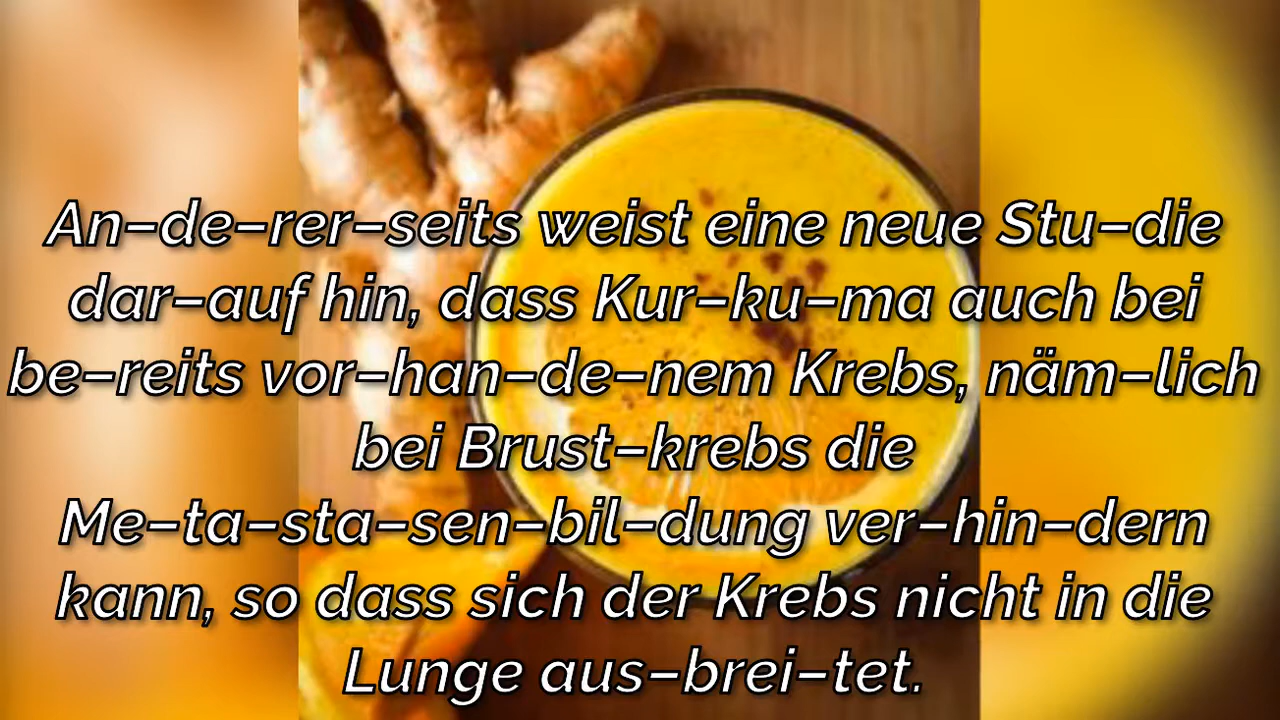 An–de–rer–seits weist eine neue Stu–die
dar–auf hin, dass Kur–ku–ma auch bei
be–reits vor–han–de–nem Krebs, näm–lich
bei Brust–krebs die
Me–ta–sta–sen–bil–dung ver–hin–dern
kann, so dass sich der Krebs nicht in die
Lunge aus–brei–tet.